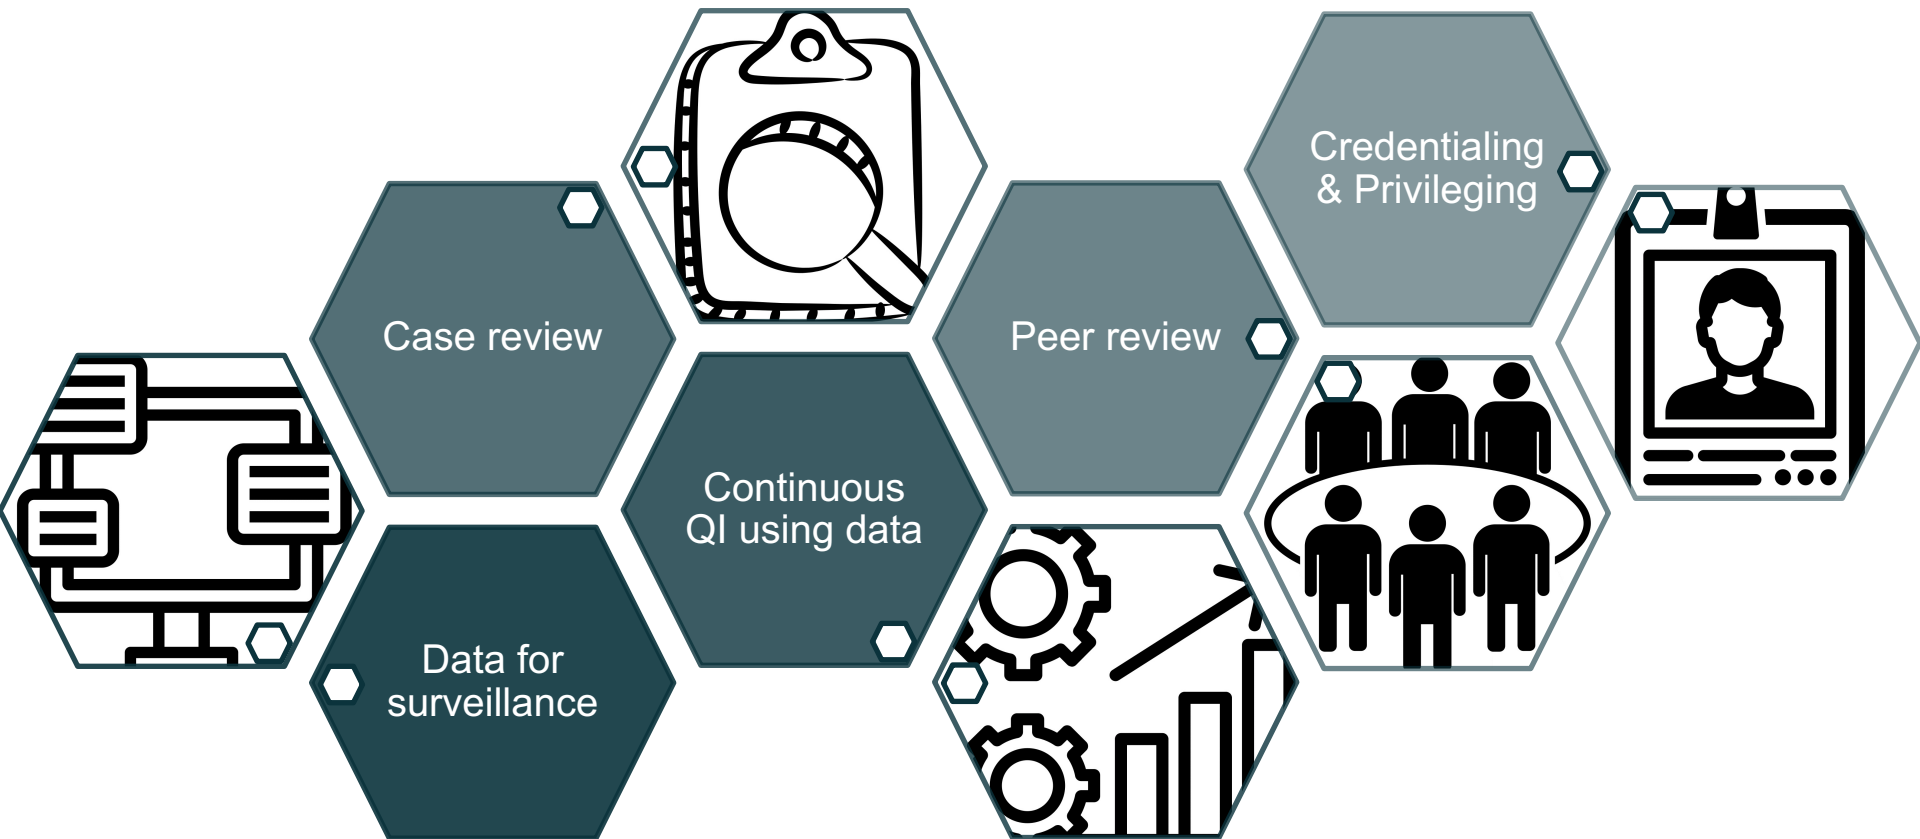 Case review
Data for
surveillance
Continuous
QI using data
Peer review
Credentialing
& Privileging